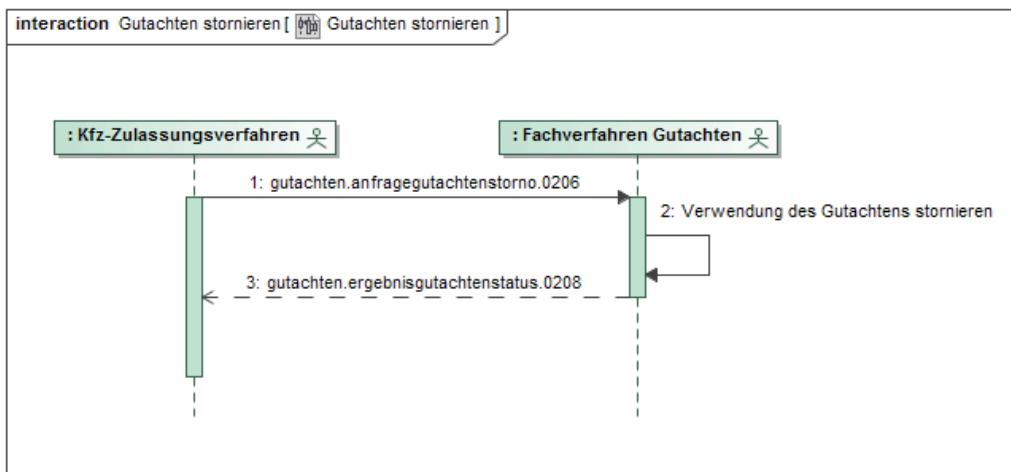 interaction Gutachten stornieren [ Gutachten stornieren ]
: Kfz-Zulassungsverfahren
: Fachverfahren Gutachten
1: gutachten.anfragegutachtenstorno.0206
2: Verwendung des Gutachtens stornieren
3: gutachten.ergebnisgutachtenstatus.0208